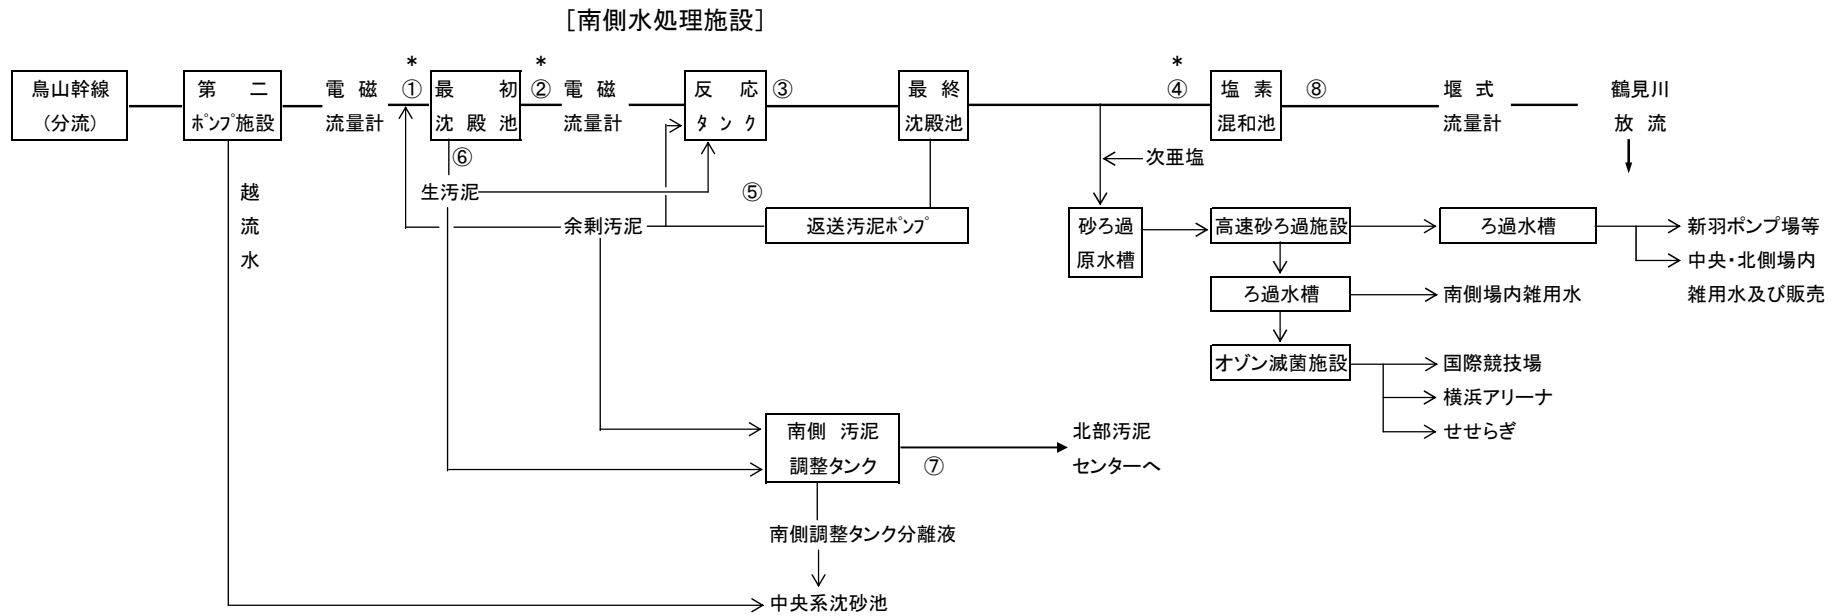 ［南側水処理施設］
* * *
鳥山幹線 第二 電磁 ① 最初 ② 電磁 反応 ③ 最終 ④ 塩素 ⑧ 堰式 鶴見川
（分流） ﾎﾟﾝﾌﾟ施設 流量計 沈殿池 流量計 タンク 沈殿池 混和池 流量計 放流
⑥ 次亜塩
越流水 生汚泥 ⑤
余剰汚泥 返送汚泥ﾎﾟﾝﾌﾟ 砂ろ過 高速砂ろ過施設 ろ過水槽 新羽ポンプ場等
原水槽 中央・北側場内
ろ過水槽 南側場内雑用水 雑用水及び販売
オゾン滅菌施設 国際競技場
横浜アリーナ
南側 汚泥 北部汚泥 せせらぎ
調整タンク ⑦ センターへ
南側調整タンク分離液
中央系沈砂池